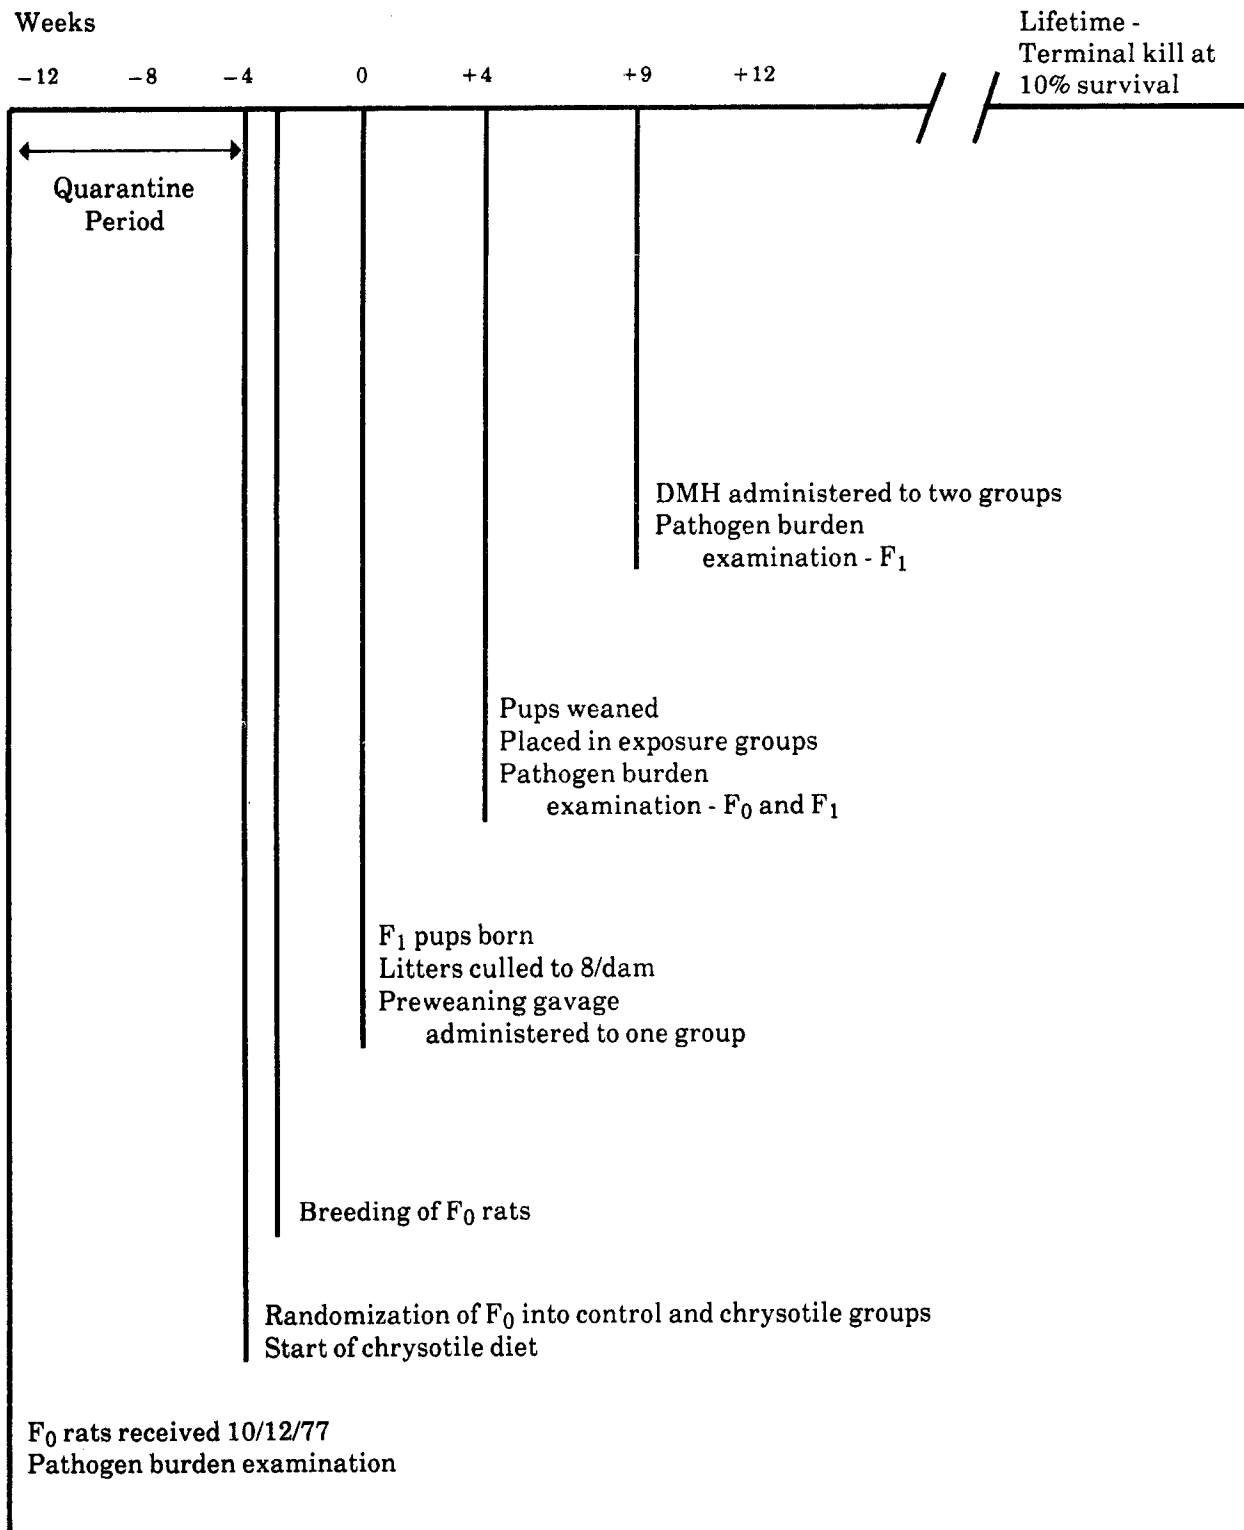 Weeks
Lifetime -
Terminal kill at
10% survival
−12 −8 −4 0 +4 +9 +12
Quarantine
Period
DMH administered to two groups
Pathogen burden
examination - F₁
Pups weaned
Placed in exposure groups
Pathogen burden
examination - F₀ and F₁
F₁ pups born
Litters culled to 8/dam
Preweaning gavage
administered to one group
Breeding of F₀ rats
Randomization of F₀ into control and chrysotile groups
Start of chrysotile diet
F₀ rats received 10/12/77
Pathogen burden examination